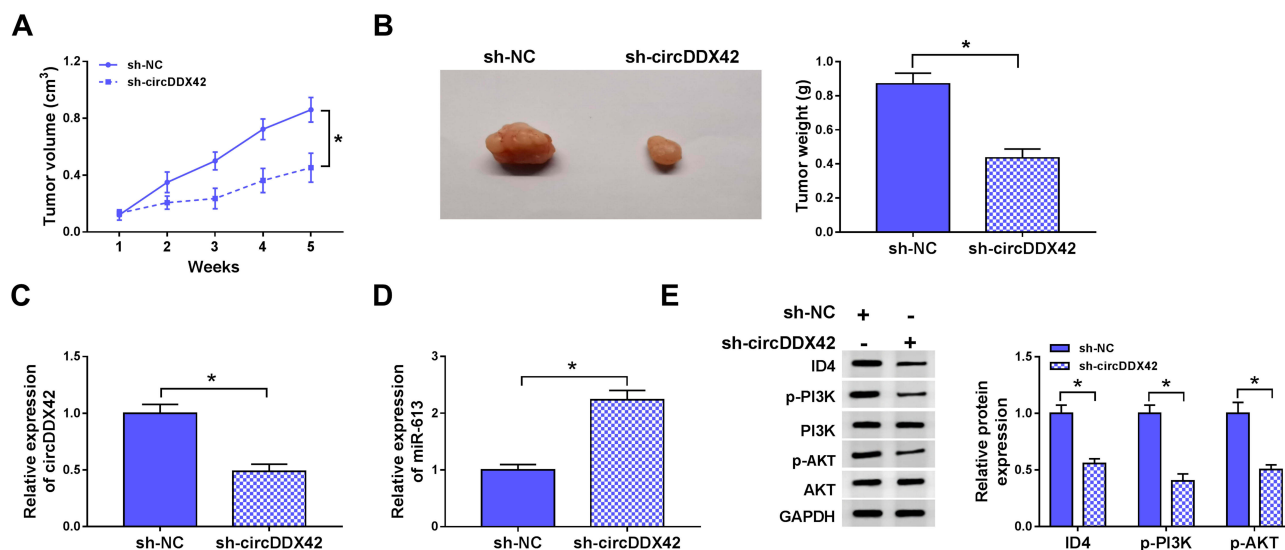 A
sh-NC
sh-circDDX42
Tumor volume (cm³)
1.2
0.8
0.4
0.0
1 2 3 4 5
Weeks
*
B
sh-NC sh-circDDX42
Tumor weight (g)
1.0
0.8
0.6
0.4
0.2
0.0
*
sh-NC sh-circDDX42
C
Relative expression
of circDDX42
1.5
1.0
0.5
0.0
*
sh-NC sh-circDDX42
D
Relative expression
of miR-613
3
2
1
0
*
sh-NC sh-circDDX42
E
sh-NC + -
sh-circDDX42 - +
ID4
p-PI3K
PI3K
p-AKT
AKT
GAPDH
sh-NC
sh-circDDX42
Relative protein
expression
1.5
1.0
0.5
0.0
* * *
ID4 p-PI3K p-AKT